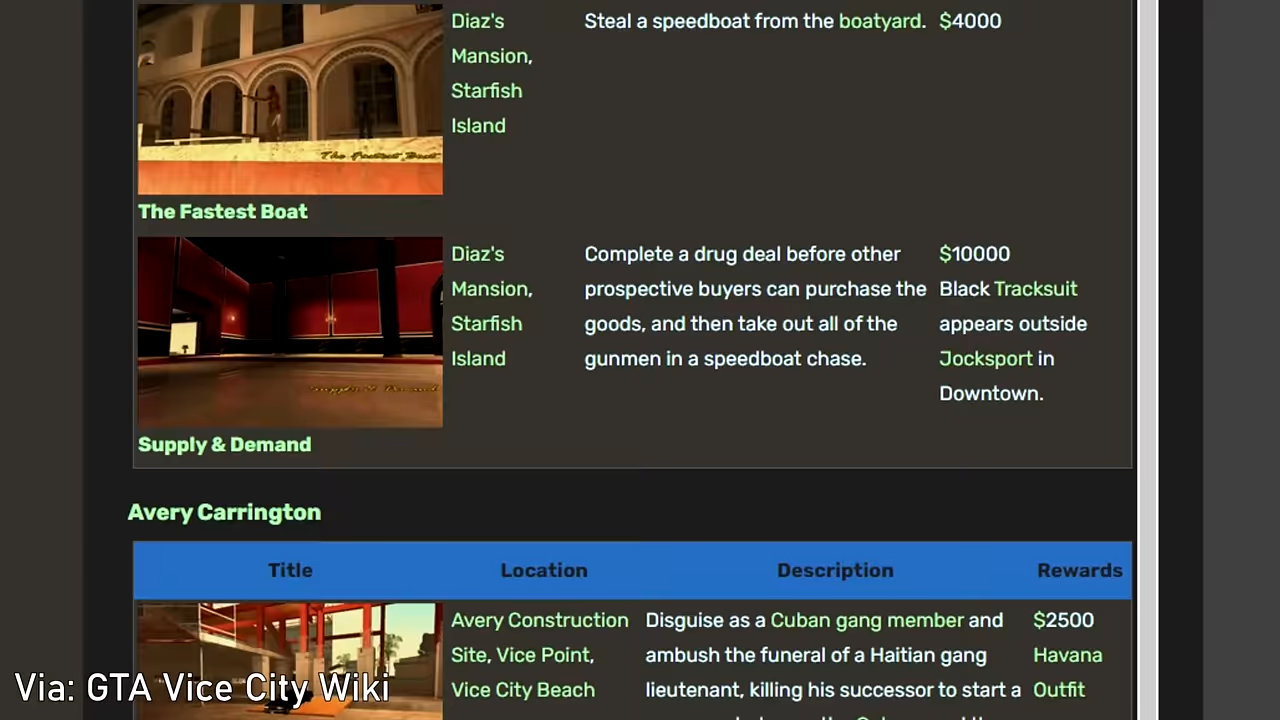 Diaz's
Mansion,
Starfish
Island
Steal a speedboat from the boatyard.
$4000
The Fastest Boat
The Fastest Boat
Diaz's
Mansion,
Starfish
Island
Complete a drug deal before other
prospective buyers can purchase the
goods, and then take out all of the
gunmen in a speedboat chase.
$10000
Black Tracksuit
appears outside
Jocksport in
Downtown.
Supply & Demand
Avery Carrington
Title Location Description Rewards
Avery Construction
Site, Vice Point,
Vice City Beach
Disguise as a Cuban gang member and
ambush the funeral of a Haitian gang
lieutenant, killing his successor to start a
$2500
Havana
Outfit
Via: GTA Vice City Wiki